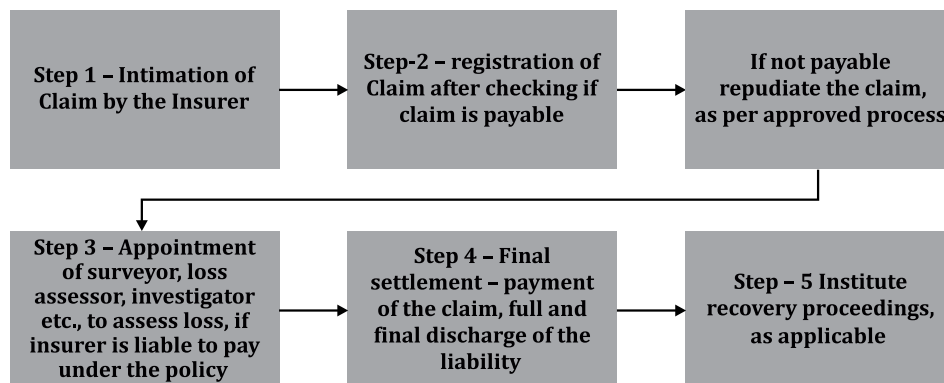 Step 1 – Intimation of
Claim by the Insurer
Step-2 – registration of
Claim after checking if
claim is payable
If not payable
repudiate the claim,
as per approved process
Step 3 – Appointment
of surveyor, loss
assessor, investigator
etc., to assess loss, if
insurer is liable to pay
under the policy
Step 4 – Final
settlement – payment
of the claim, full and
final discharge of the
liability
Step – 5 Institute
recovery proceedings,
as applicable